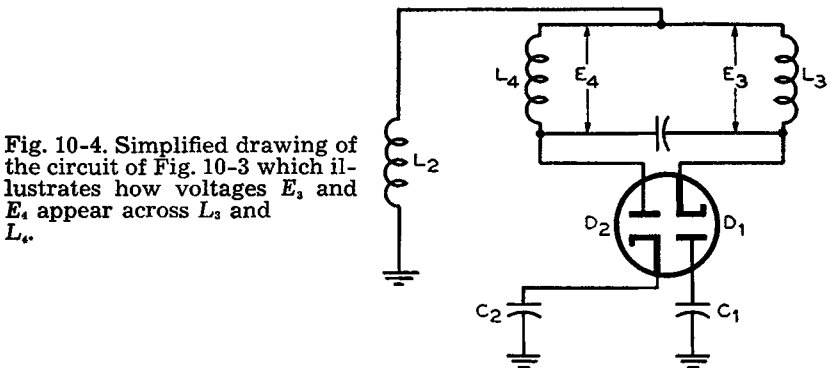 Fig. 10-4. Simplified drawing of
the circuit of Fig. 10-3 which il-
lustrates how voltages E₃ and
E₄ appear across L₃ and
L₄.
L₄ E₄ E₃ L₃
L₂
D₂ D₁
C₂ C₁